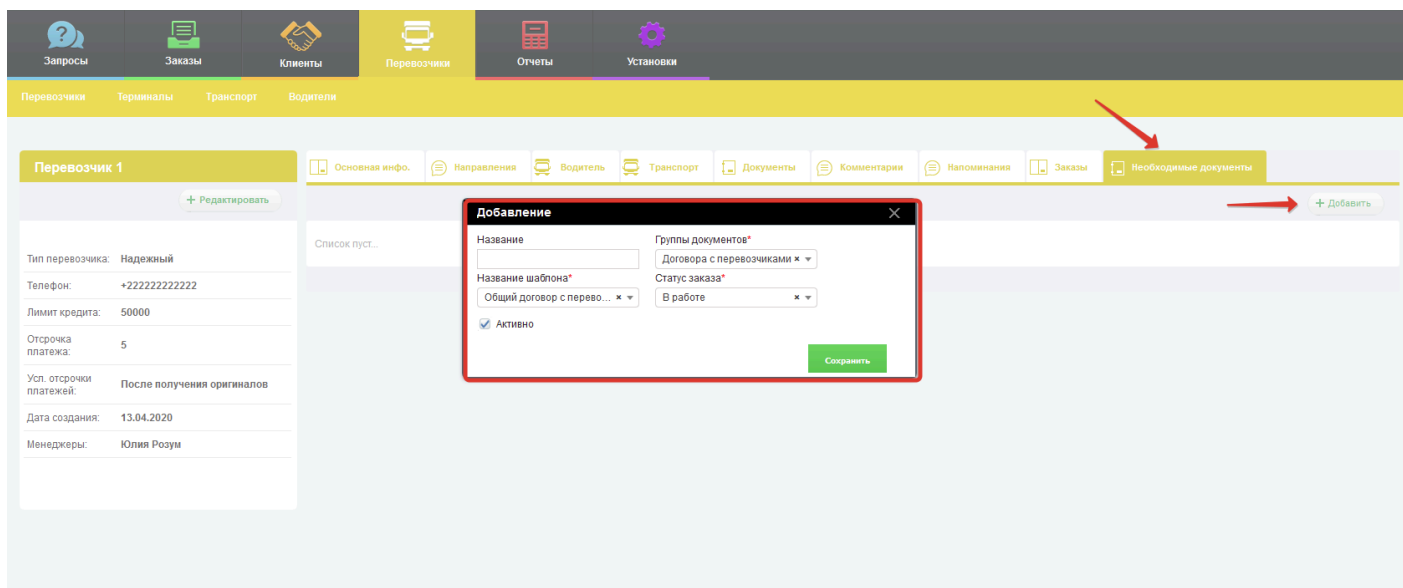 Запросы
Заказы
Клиенты
Перевозчики
Отчеты
Установки
Перевозчики Терминалы Транспорт Водители
Перевозчик 1
+ Редактировать
Тип перевозчика: Надежный
Телефон: +222222222222
Лимит кредита: 50000
Отсрочка
платежа: 5
Усл. отсрочки
платежей: После получения оригиналов
Дата создания: 13.04.2020
Менеджеры: Юлия Розум
Основная инфо. Направления Водитель Транспорт Документы Комментарии Напоминания Заказы Необходимые документы
+ Добавить
Список пуст...
Добавление
Название Группы документов*
Договора с перевозчиками
Название шаблона* Статус заказа*
Общий договор с перево... В работе
Активно
Сохранить